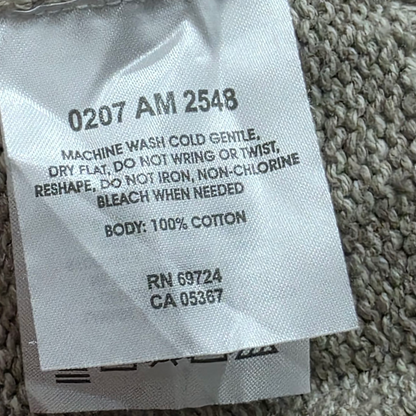 0207 AM 2548
MACHINE WASH COLD GENTLE,
DRY FLAT, DO NOT WRING OR TWIST,
RESHAPE, DO NOT IRON, NON-CHLORINE
BLEACH WHEN NEEDED
BODY: 100% COTTON
RN 69724
CA 05367